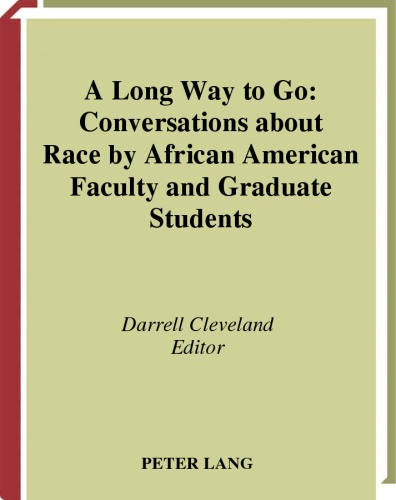 A Long Way to Go:
Conversations about
Race by African American
Faculty and Graduate
Students
Darrell Cleveland
Editor
PETER LANG